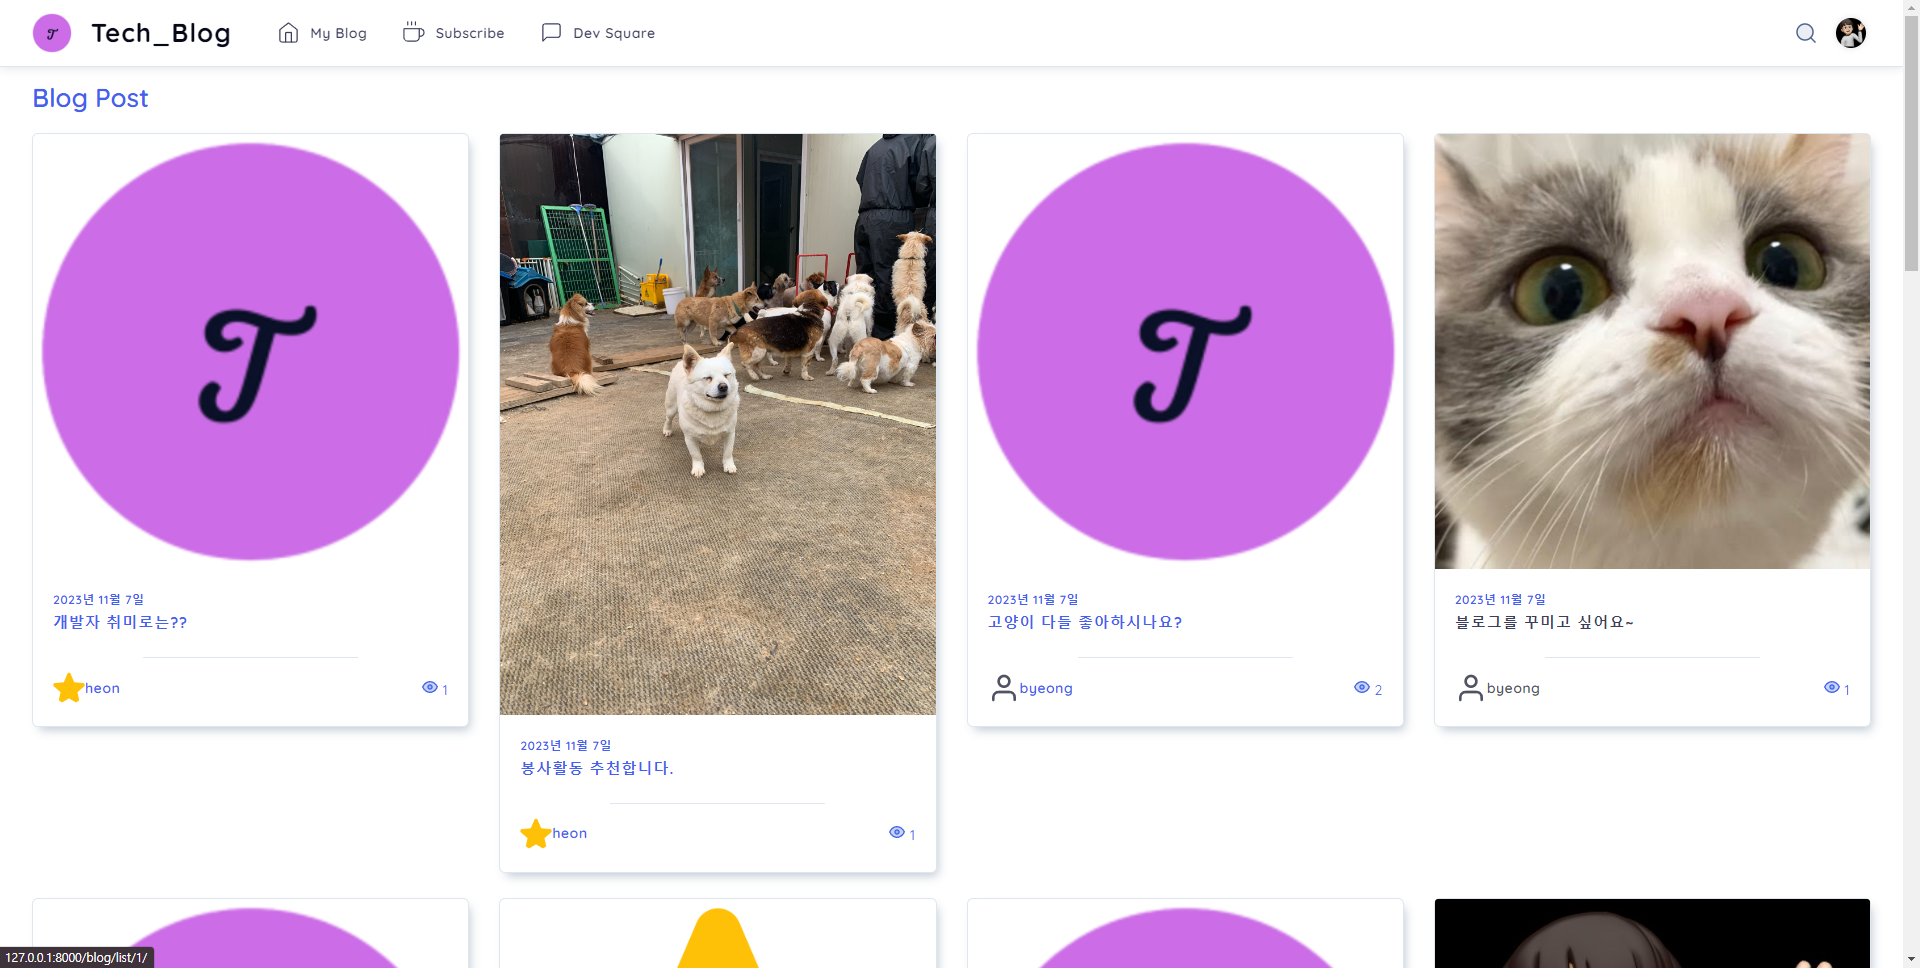 T
Tech_Blog
My Blog
Subscribe
Dev Square
Blog Post
T
2023년 11월 7일
개발자 취미로는??
heon
1
2023년 11월 7일
봉사활동 추천합니다.
heon
1
T
2023년 11월 7일
고양이 다들 좋아하시나요?
byeong
2
2023년 11월 7일
블로그를 꾸미고 싶어요~
byeong
1
127.0.0.1:8000/blog/list/1/